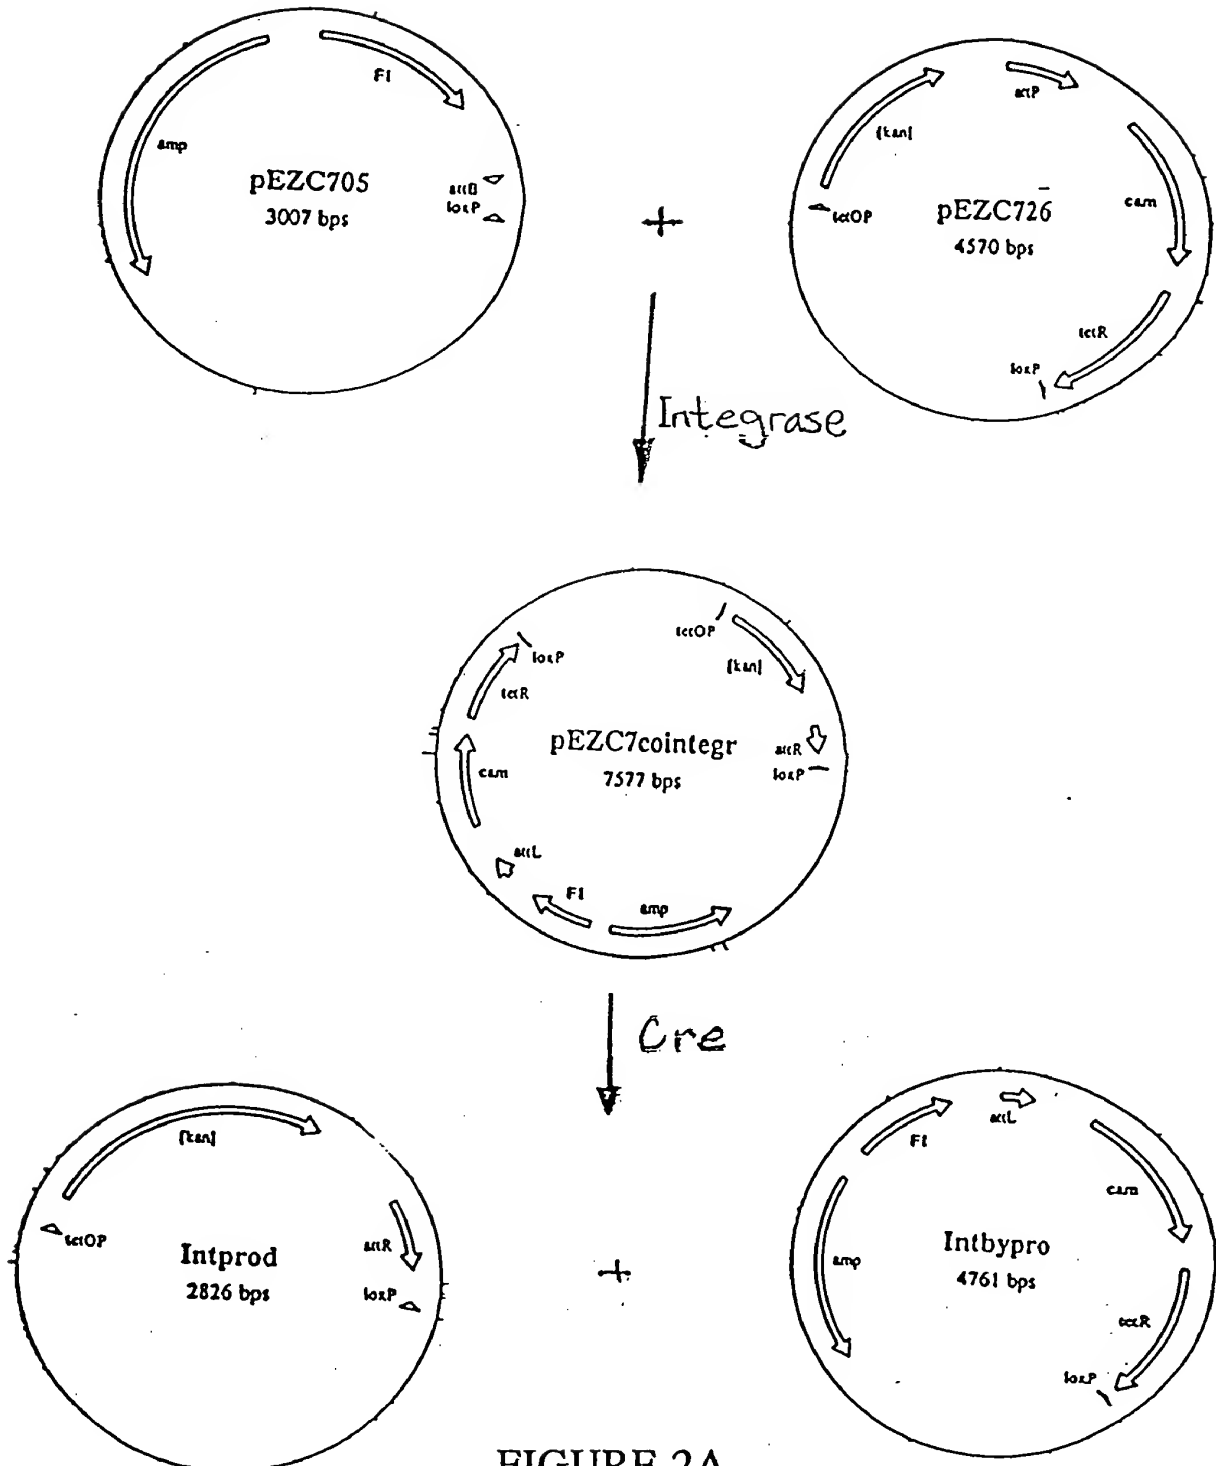 F1
amp
pEZC705
3007 bps
attB
loxP
+
attP
[kan]
cam
tetOP
pEZC726
4570 bps
tetR
loxP
Integrase
tetOP
[kan]
loxP
tetR
pEZC7cointegr
7577 bps
attR
loxP
cam
attL
F1
amp
Cre
[kan]
tetOP
attR
Intprod
2826 bps
loxP
+
attL
F1
cam
amp
Intbypro
4761 bps
tetR
loxP
FIGURE 2A